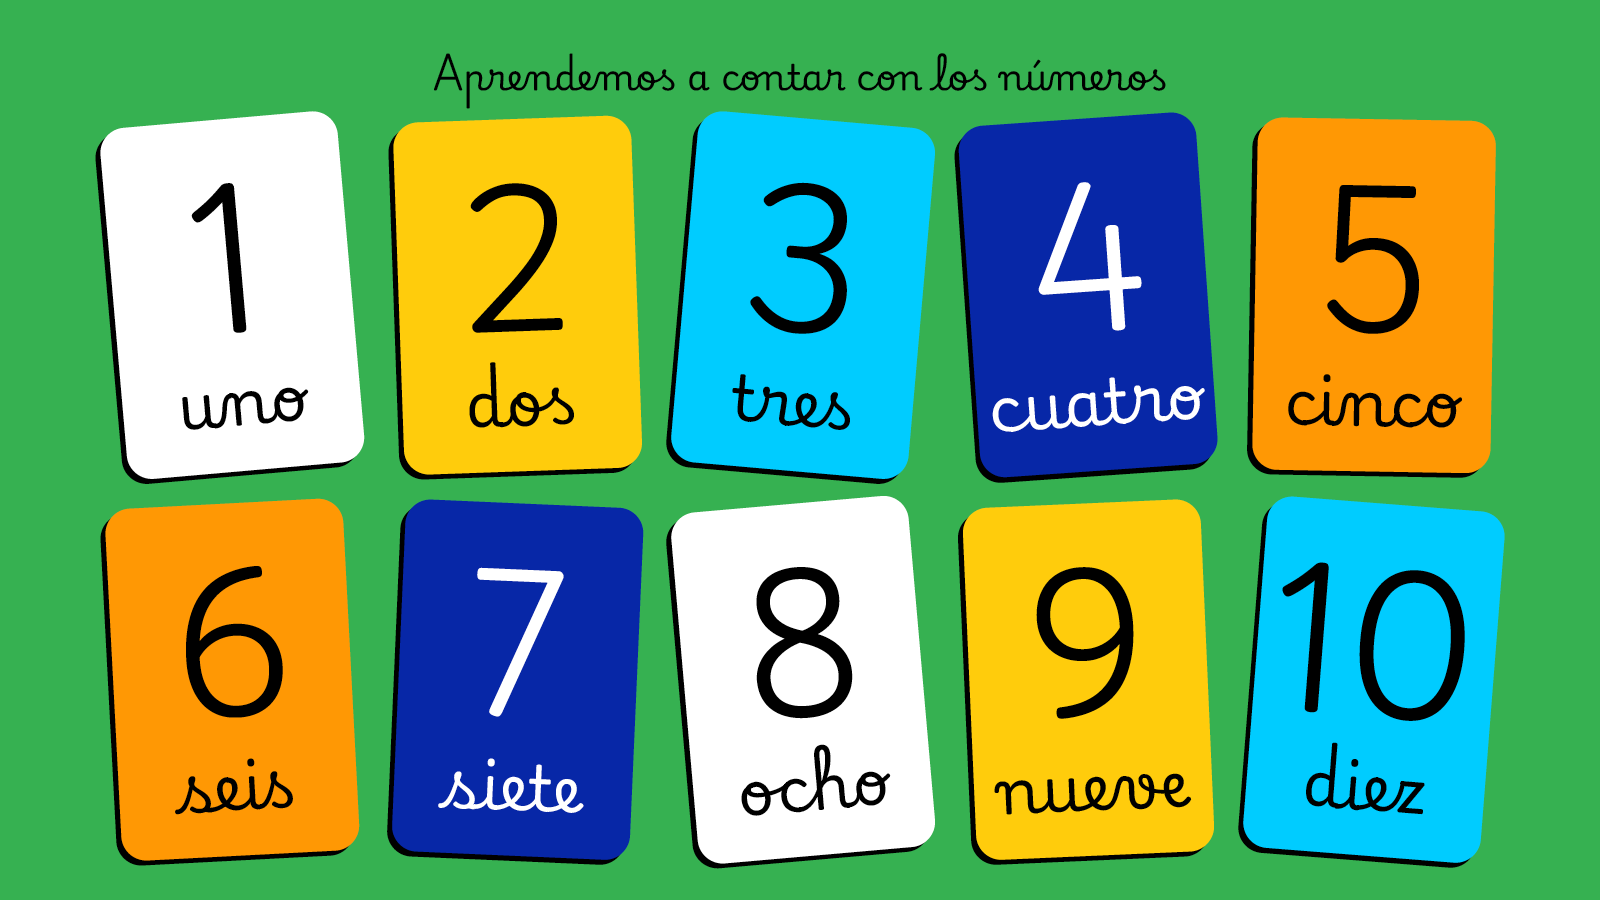 Aprendemos a contar con los números
1 2 3 4 5
uno dos tres cuatro cinco
6 7 8 9 10
seis siete ocho nueve diez